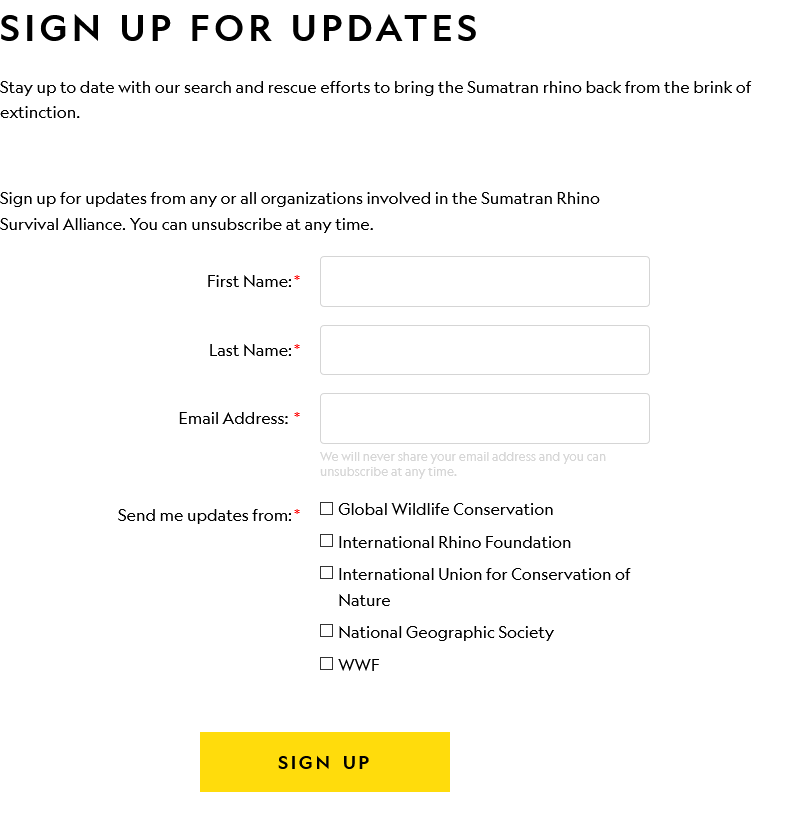 SIGN UP FOR UPDATES
Stay up to date with our search and rescue efforts to bring the Sumatran rhino back from the brink of
extinction.
Sign up for updates from any or all organizations involved in the Sumatran Rhino
Survival Alliance. You can unsubscribe at any time.
First Name:*
Last Name:*
Email Address: *
We will never share your email address and you can
unsubscribe at any time.
Send me updates from:*
Global Wildlife Conservation
International Rhino Foundation
International Union for Conservation of
Nature
National Geographic Society
WWF
SIGN UP